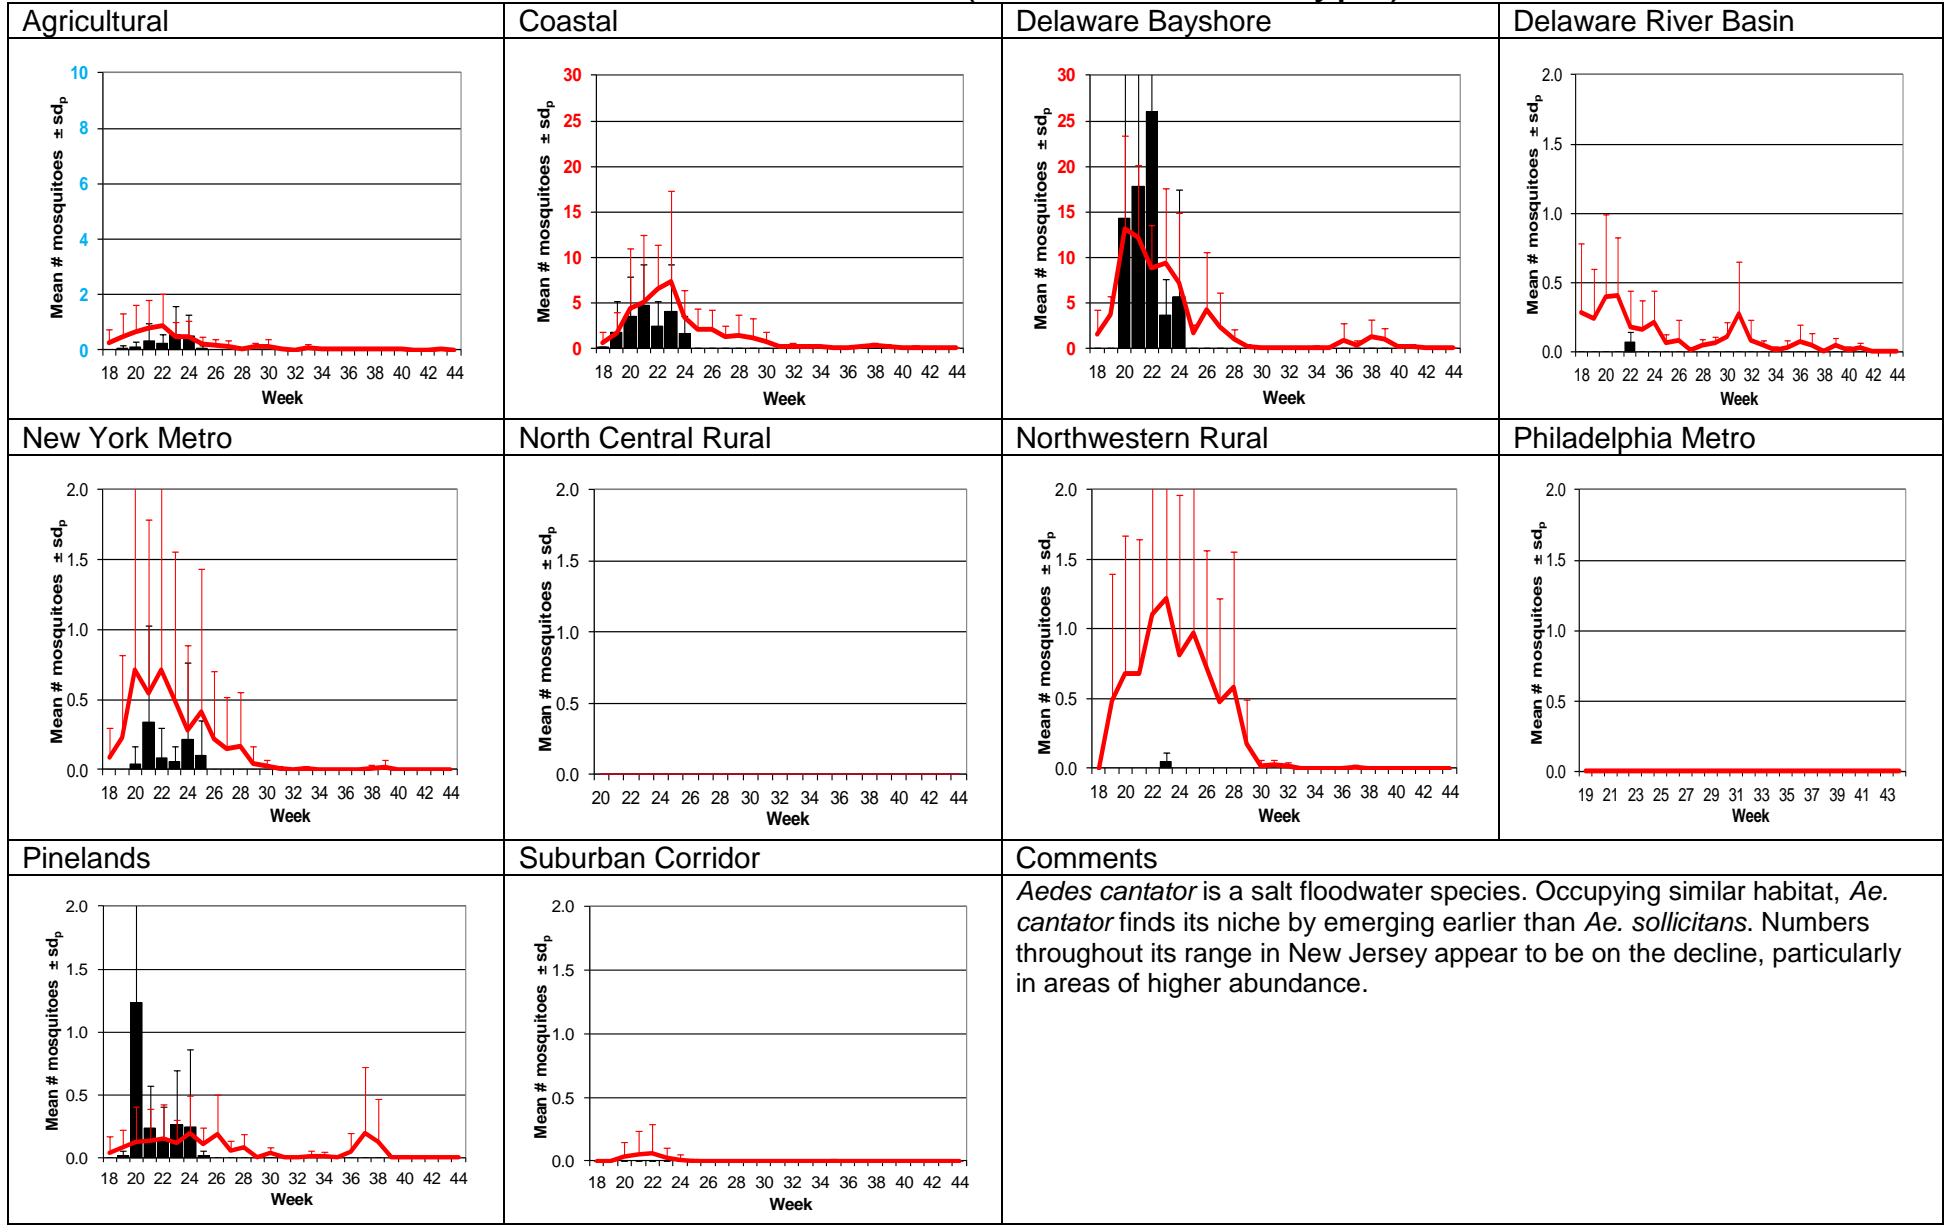 Agricultural
Coastal
Delaware Bayshore
Delaware River Basin
Mean # mosquitoes ± sdp
10
8
6
4
2
0
18 20 22 24 26 28 30 32 34 36 38 40 42 44
Week
Mean # mosquitoes ± sdp
30
25
20
15
10
5
0
18 20 22 24 26 28 30 32 34 36 38 40 42 44
Week
Mean # mosquitoes ± sdp
30
25
20
15
10
5
0
18 20 22 24 26 28 30 32 34 36 38 40 42 44
Week
Mean # mosquitoes ± sdp
2.0
1.5
1.0
0.5
0.0
18 20 22 24 26 28 30 32 34 36 38 40 42 44
Week
New York Metro
North Central Rural
Northwestern Rural
Philadelphia Metro
Mean # mosquitoes ± sdp
2.0
1.5
1.0
0.5
0.0
18 20 22 24 26 28 30 32 34 36 38 40 42 44
Week
Mean # mosquitoes ± sdp
2.0
1.5
1.0
0.5
0.0
20 22 24 26 28 30 32 34 36 38 40 42 44
Week
Mean # mosquitoes ± sdp
2.0
1.5
1.0
0.5
0.0
18 20 22 24 26 28 30 32 34 36 38 40 42 44
Week
Mean # mosquitoes ± sdp
2.0
1.5
1.0
0.5
0.0
19 21 23 25 27 29 31 33 35 37 39 41 43
Week
Pinelands
Suburban Corridor
Comments
Mean # mosquitoes ± sdp
2.0
1.5
1.0
0.5
0.0
18 20 22 24 26 28 30 32 34 36 38 40 42 44
Week
Mean # mosquitoes ± sdp
2.0
1.5
1.0
0.5
0.0
18 20 22 24 26 28 30 32 34 36 38 40 42 44
Week
Aedes cantator is a salt floodwater species. Occupying similar habitat, Ae.
cantator finds its niche by emerging earlier than Ae. sollicitans. Numbers
throughout its range in New Jersey appear to be on the decline, particularly
in areas of higher abundance.